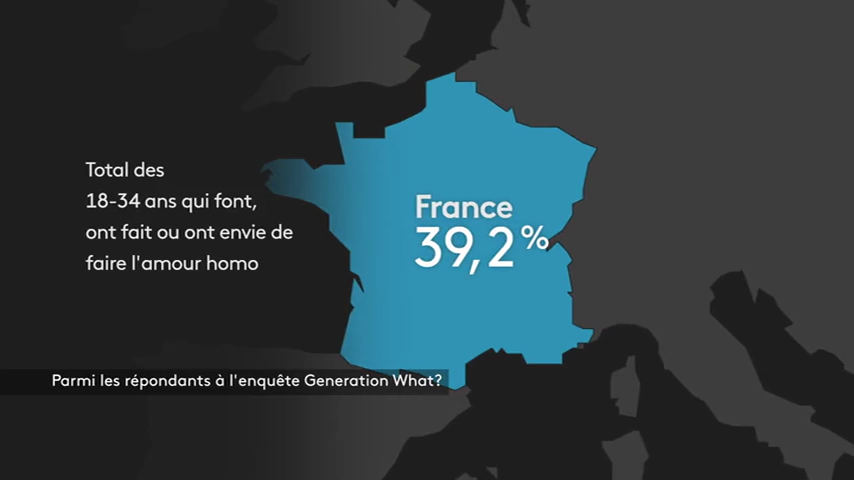 Total des
18-34 ans qui font,
ont fait ou ont envie de
faire l'amour homo
France
39,2%
Parmi les répondants à l'enquête Generation What?